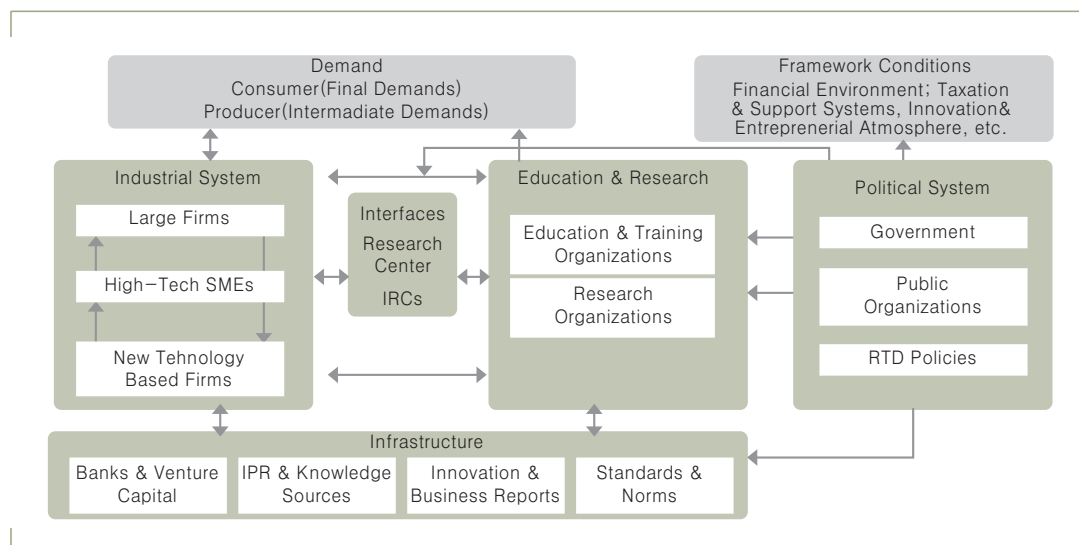 Demand
Consumer(Final Demands)
Producer(Intermadiate Demands)
Framework Conditions
Financial Environment; Taxation
& Support Systems, Innovation&
Entreprenerial Atmosphere, etc.
Industrial System
Large Firms
High-Tech SMEs
New Tehnology
Based Firms
Interfaces
Research
Center
IRCs
Education & Research
Education & Training
Organizations
Research
Organizations
Political System
Government
Public
Organizations
RTD Policies
Infrastructure
Banks & Venture
Capital
IPR & Knowledge
Sources
Innovation &
Business Reports
Standards &
Norms